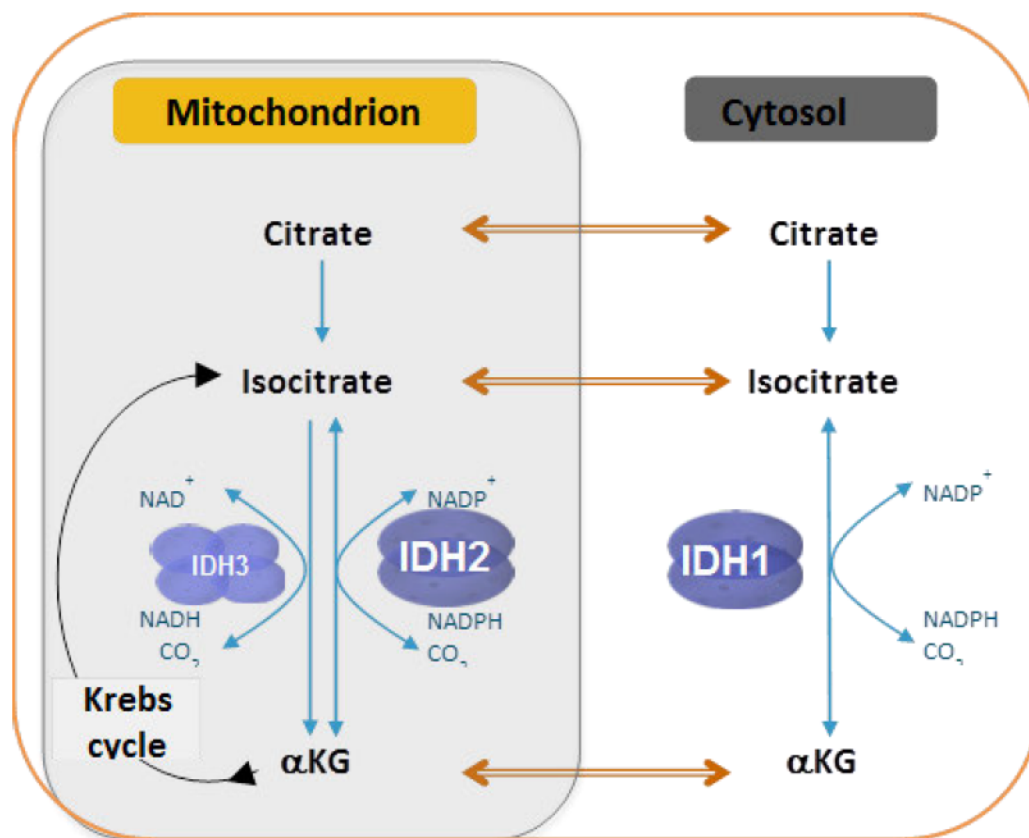 Mitochondrion
Cytosol
Citrate
Citrate
Isocitrate
Isocitrate
NAD+
NADP+
NADP+
IDH3
IDH2
IDH1
NADH
CO2
NADPH
CO2
NADPH
CO2
Krebs
cycle
αKG
αKG